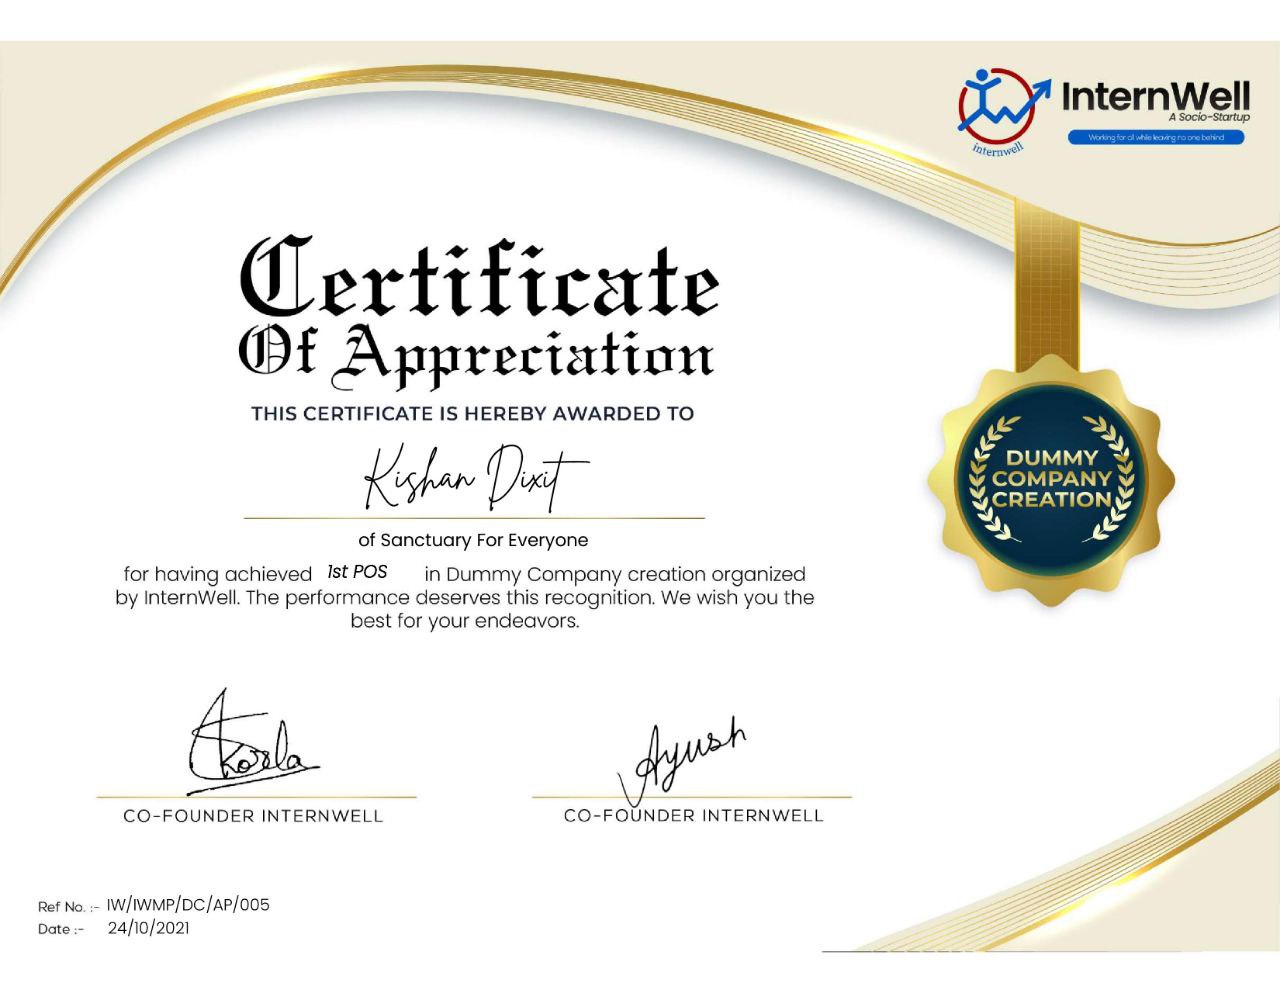 internwell
InternWell
A Socio-Startup
Working for all while leaving no one behind
Certificate
Of Appreciation
THIS CERTIFICATE IS HEREBY AWARDED TO
Kishan Dixit
of Sanctuary For Everyone
for having achieved 1st POS in Dummy Company creation organized
by InternWell. The performance deserves this recognition. We wish you the
best for your endeavors.
DUMMY
COMPANY
CREATION
Ayush
CO-FOUNDER INTERNWELL
CO-FOUNDER INTERNWELL
Ref No. :- IW/IWMP/DC/AP/005
Date :- 24/10/2021